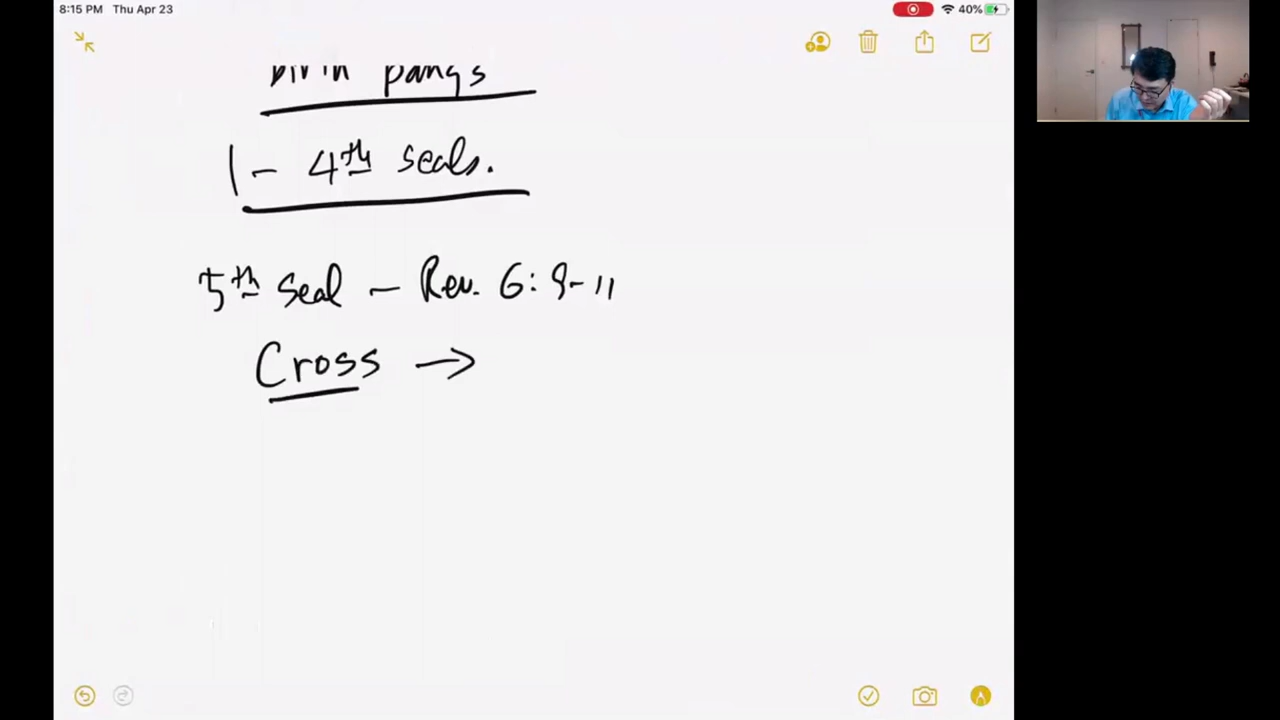 8:15 PM Thu Apr 23 40%
birth pangs
1 - 4th seals.
5th seal - Rev. 6: 9-11
Cross →